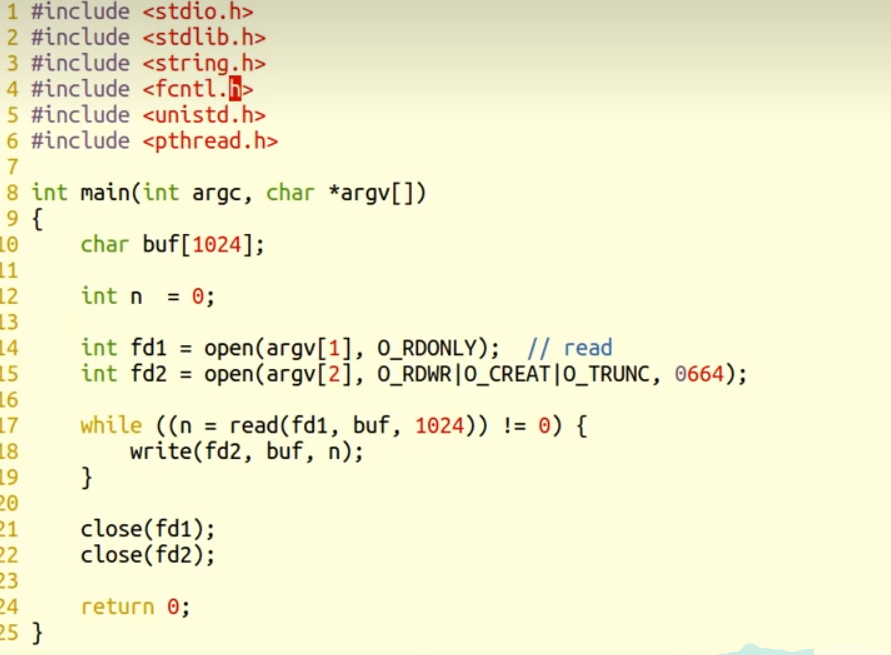 1 #include <stdio.h>
2 #include <stdlib.h>
3 #include <string.h>
4 #include <fcntl.h>
5 #include <unistd.h>
6 #include <pthread.h>
7
8 int main(int argc, char *argv[])
9 {
10     char buf[1024];
11
12     int n  = 0;
13
14     int fd1 = open(argv[1], O_RDONLY);  // read
15     int fd2 = open(argv[2], O_RDWR|O_CREAT|O_TRUNC, 0664);
16
17     while ((n = read(fd1, buf, 1024)) != 0) {
18         write(fd2, buf, n);
19     }
20
21     close(fd1);
22     close(fd2);
23
24     return 0;
25 }